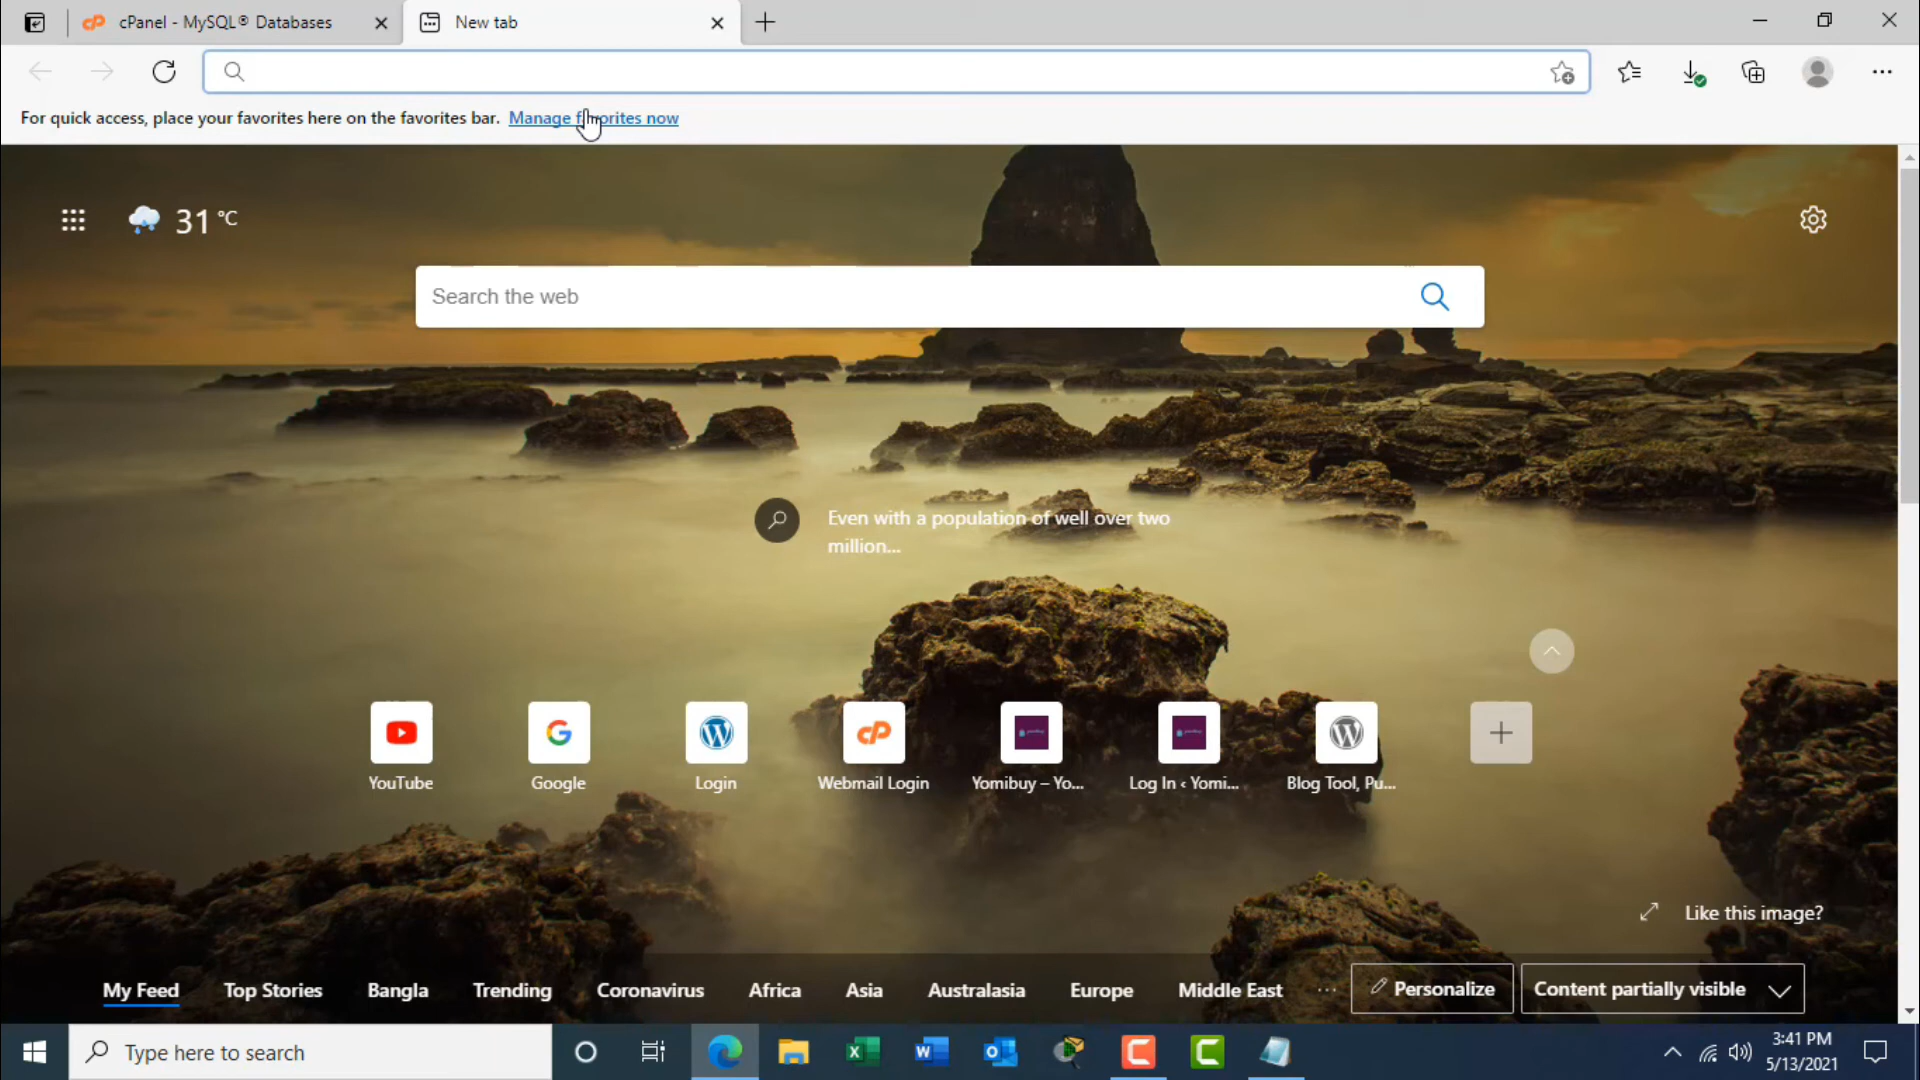 cPanel - MySQL® Databases
New tab
For quick access, place your favorites here on the favorites bar. Manage favorites now
31 °C
Search the web
Even with a population of well over two
million...
YouTube
Google
Login
Webmail Login
Yomibuy – Yo...
Log In ‹ Yomi...
Blog Tool, Pu...
Like this image?
My Feed
Top Stories
Bangla
Trending
Coronavirus
Africa
Asia
Australasia
Europe
Middle East
...
Personalize
Content partially visible
Type here to search
3:41 PM
5/13/2021